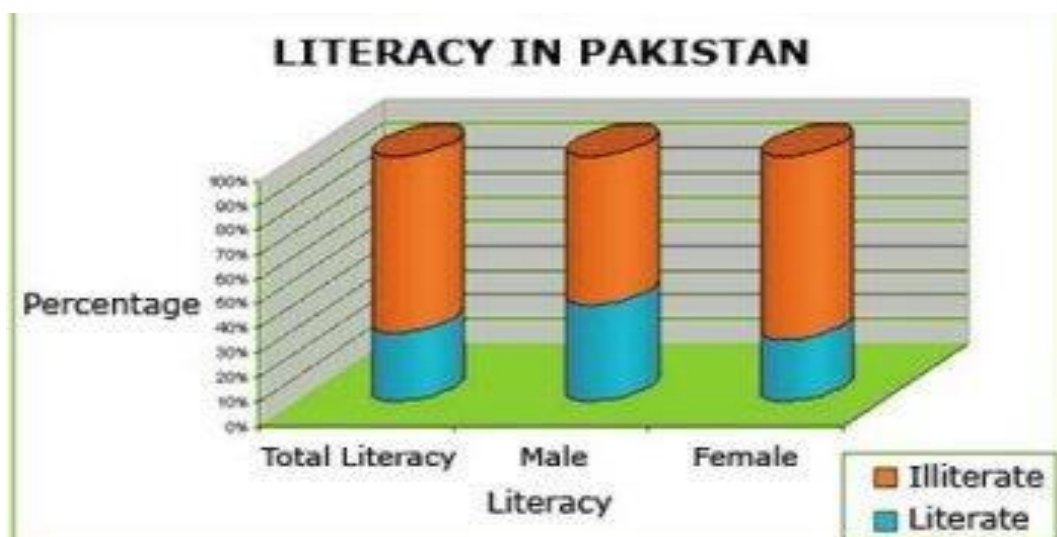 LITERACY IN PAKISTAN
100%
90%
80%
70%
60%
50%
40%
30%
20%
10%
0%
Percentage
Total Literacy Male Female
Literacy
Illiterate
Literate